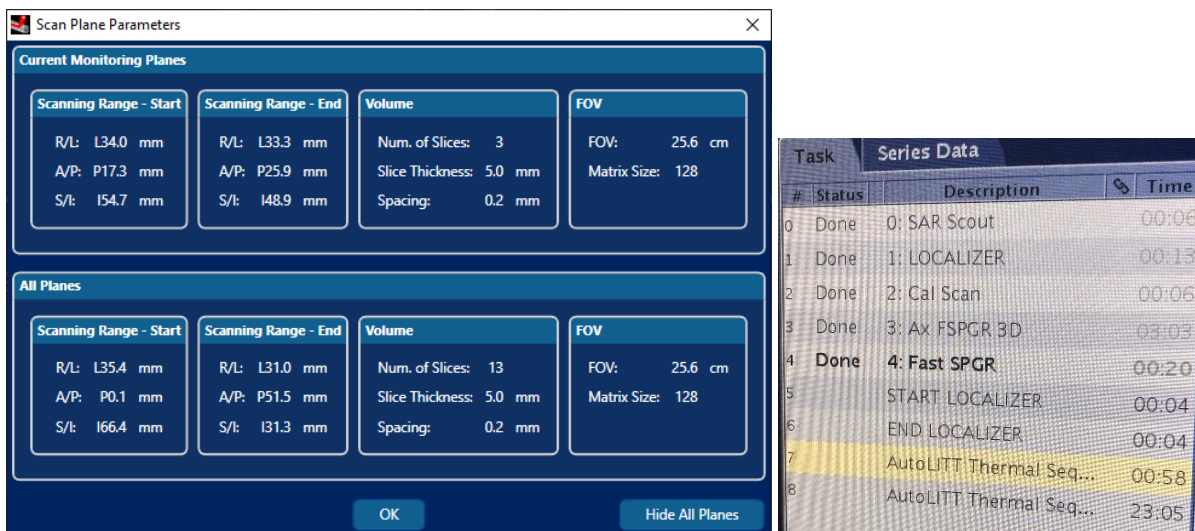 Scan Plane Parameters
Current Monitoring Planes
Scanning Range - Start Scanning Range - End Volume FOV
R/L: L34.0 mm R/L: L33.3 mm Num. of Slices: 3 FOV: 25.6 cm
A/P: P17.3 mm A/P: P25.9 mm Slice Thickness: 5.0 mm Matrix Size: 128
S/I: I54.7 mm S/I: I48.9 mm Spacing: 0.2 mm
All Planes
Scanning Range - Start Scanning Range - End Volume FOV
R/L: L35.4 mm R/L: L31.0 mm Num. of Slices: 13 FOV: 25.6 cm
A/P: P0.1 mm A/P: P51.5 mm Slice Thickness: 5.0 mm Matrix Size: 128
S/I: I66.4 mm S/I: I31.3 mm Spacing: 0.2 mm
OK Hide All Planes
Task Series Data
# Status Description Time
0 Done 0: SAR Scout 00:06
1 Done 1: LOCALIZER 00:13
2 Done 2: Cal Scan 00:06
3 Done 3: Ax FSPGR 3D 03:03
4 Done 4: Fast SPGR 00:20
5 START LOCALIZER 00:04
6 END LOCALIZER 00:04
7 AutoLITT Thermal Seq... 00:58
8 AutoLITT Thermal Seq... 23:05